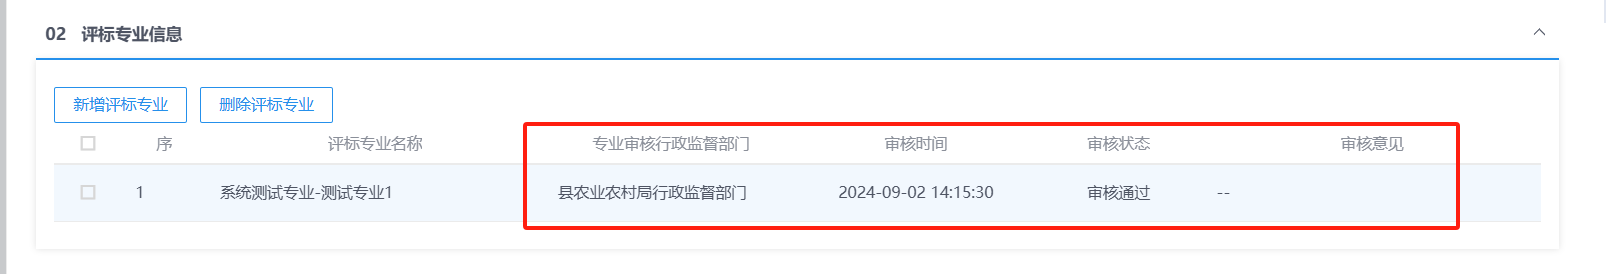 02 评标专业信息
新增评标专业 删除评标专业
序 评标专业名称 专业审核行政监督部门 审核时间 审核状态 审核意见
1 系统测试专业-测试专业1 县农业农村局行政监督部门 2024-09-02 14:15:30 审核通过 --